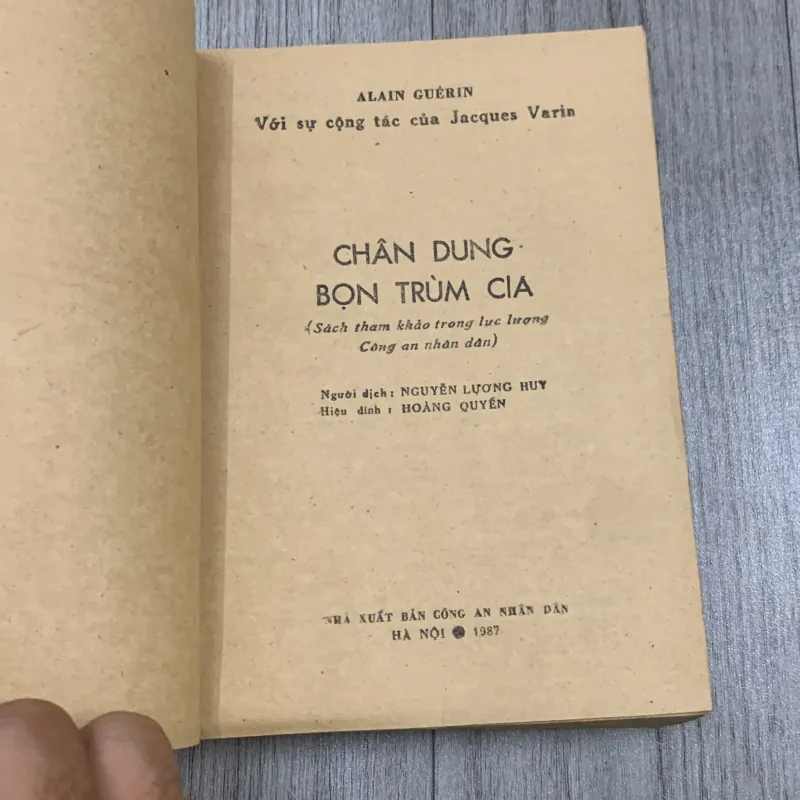 ALAIN GUÉRIN
Với sự cộng tác của Jacques Varin
CHÂN DUNG
BỌN TRÙM CIA
(Sách tham khảo trong lực lượng
Công an nhân dân)
Người dịch: NGUYỄN LƯƠNG HUY
Hiệu đính: HOÀNG QUYỀN
NHÀ XUẤT BẢN CÔNG AN NHÂN DÂN
HÀ NỘI ● 1987